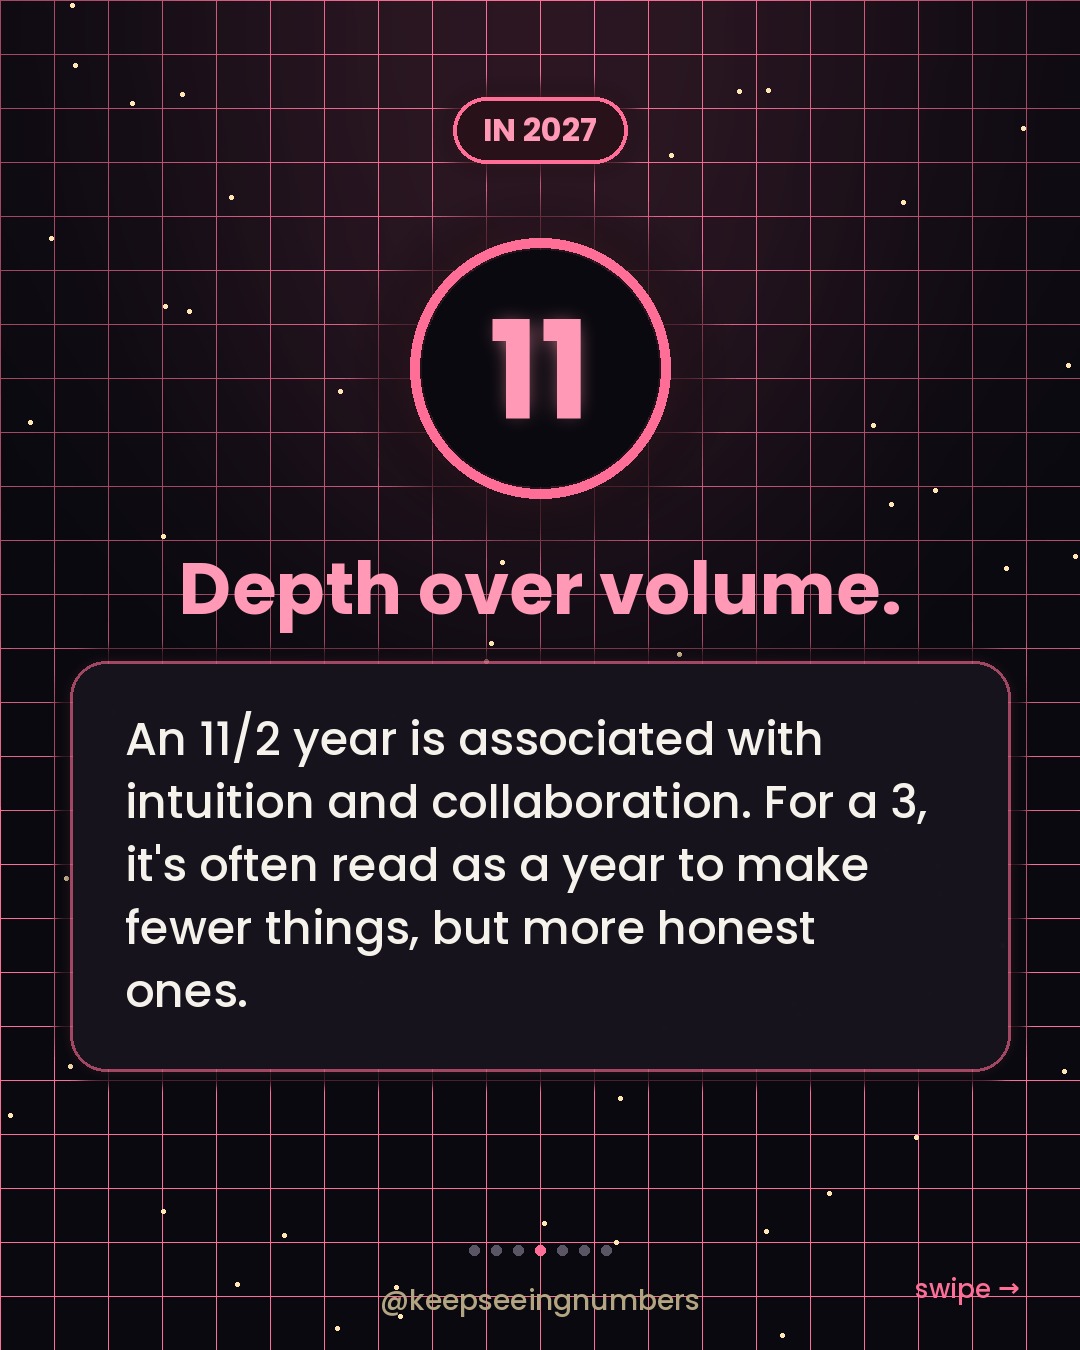 IN 2027
11
Depth over volume.
An 11/2 year is associated with
intuition and collaboration. For a 3,
it's often read as a year to make
fewer things, but more honest
ones.
swipe →
@keepseeingnumbers